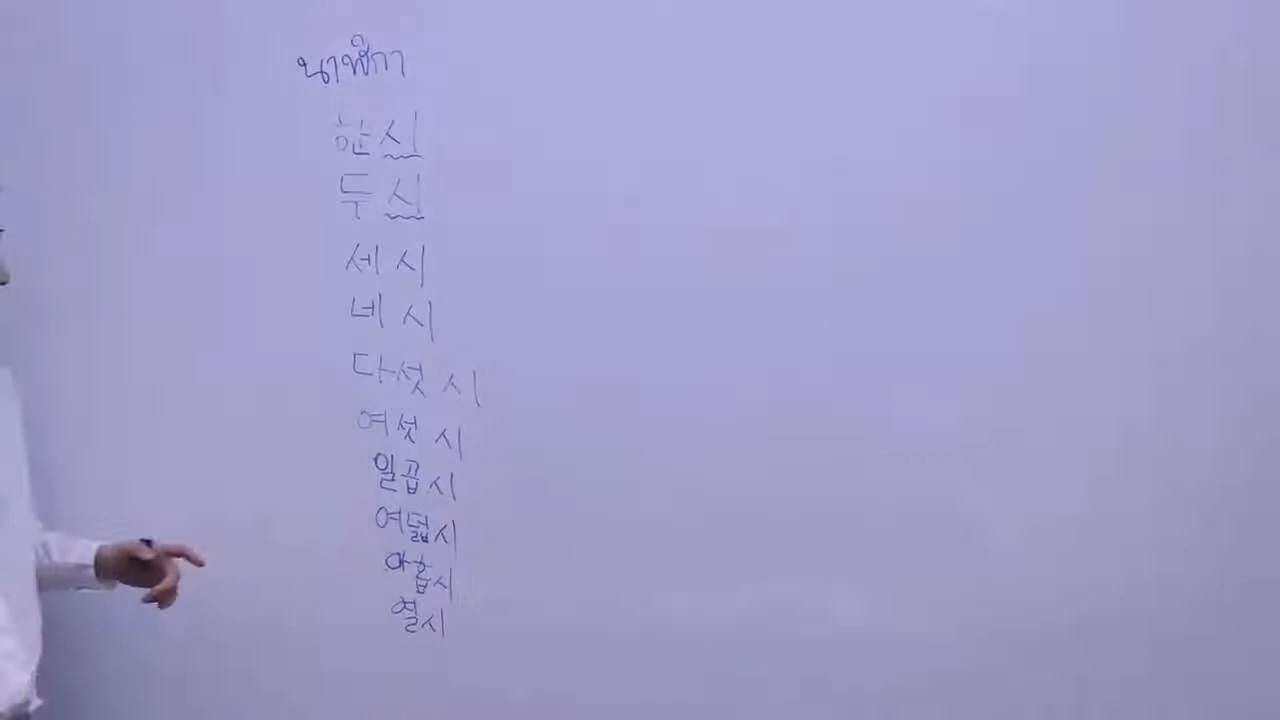 นาฬิกา
한시
두 시
세 시
네 시
다섯 시
여섯 시
일곱시
여덟시
아홉시
열시